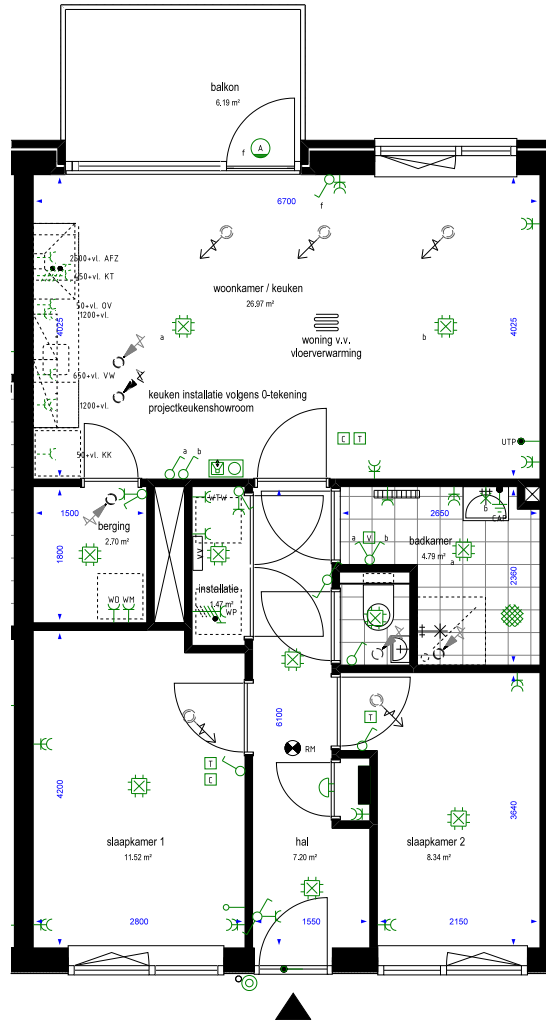 balkon
6.19 m²
A
f
6700
f
2600+vl. AFZ
450+vl. KT
woonkamer / keuken
26.97 m²
50+vl. OV
1200+vl.
4025
4025
a
b
woning v.v.
vloerverwarming
650+vl. VW
keuken installatie volgens 0-tekening
projectkeukenshowroom
1200+vl.
C T
UTP
50+vl. KK
a b
1500
berging
2.70 m²
WTW
2650
b
CAP
1800
VV
a V b
badkamer
4.79 m²
a
2360
installatie
1.47 m²
WP
WD WM
6100
T
RM
T
C
4200
3640
slaapkamer 1
11.52 m²
hal
7.20 m²
slaapkamer 2
8.34 m²
2800
1550
2150